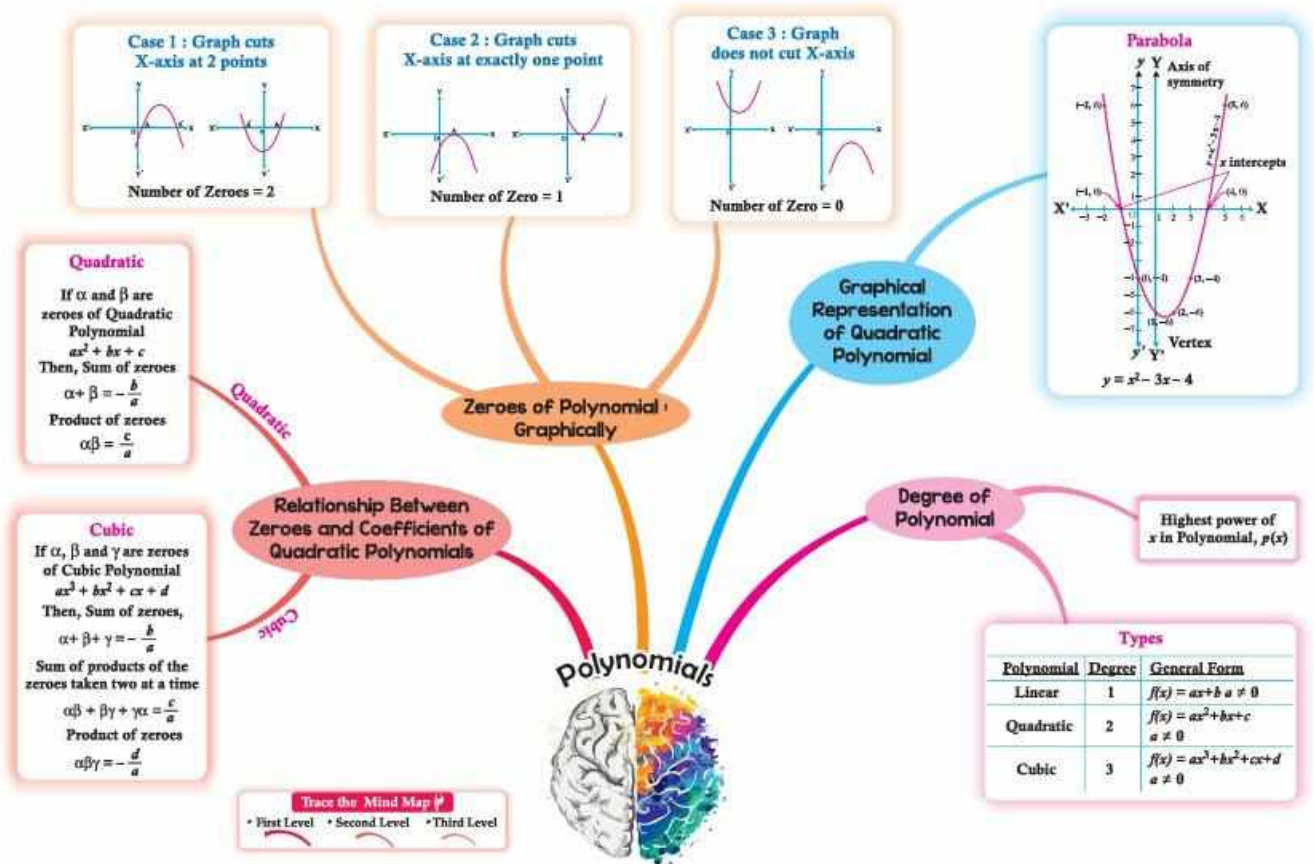 Case 1 : Graph cuts
X-axis at 2 points
Number of Zeroes = 2
Case 2 : Graph cuts
X-axis at exactly one point
Number of Zero = 1
Case 3 : Graph
does not cut X-axis
Number of Zero = 0
Parabola
y Y Axis of
symmetry
x intercepts
X' X
y' Y' Vertex
y = x² – 3x – 4
Graphical
Representation
of Quadratic
Polynomial
Zeroes of Polynomial :
Graphically
Quadratic
If α and β are
zeroes of Quadratic
Polynomial
ax² + bx + c
Then, Sum of zeroes
α+ β = – b/a
Product of zeroes
αβ = c/a
Quadratic
Relationship Between
Zeroes and Coefficients of
Quadratic Polynomials
Cubic
Cubic
If α, β and γ are zeroes
of Cubic Polynomial
ax³ + bx² + cx + d
Then, Sum of zeroes,
α+ β+ γ = – b/a
Sum of products of the
zeroes taken two at a time
αβ + βγ + γα = c/a
Product of zeroes
αβγ = – d/a
Degree of
Polynomial
Highest power of
x in Polynomial, p(x)
Types
Polynomial Degree General Form
Linear 1 f(x) = ax+b a ≠ 0
Quadratic 2 f(x) = ax²+bx+c
a ≠ 0
Cubic 3 f(x) = ax³+bx²+cx+d
a ≠ 0
Polynomials
Trace the Mind Map
First Level Second Level Third Level